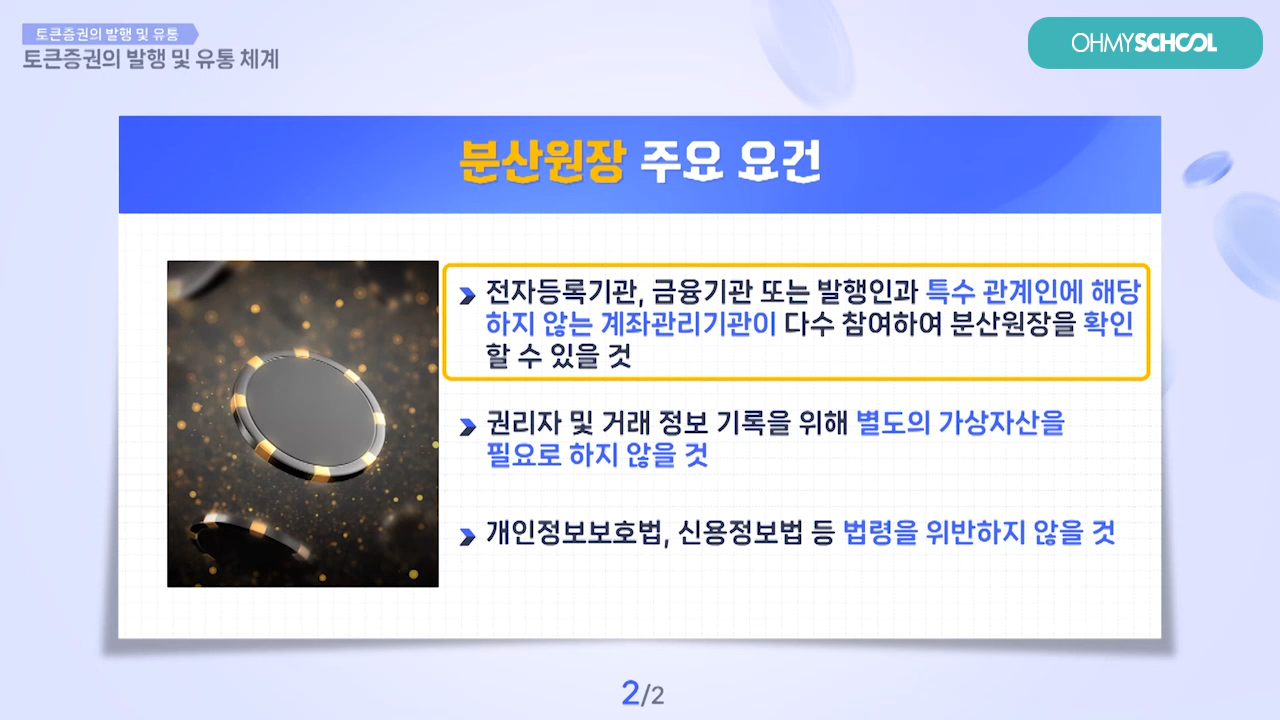 토큰증권의 발행 및 유통
토큰증권의 발행 및 유통 체계
OHMYSCHOOL
분산원장 주요 요건
전자등록기관, 금융기관 또는 발행인과 특수 관계인에 해당
하지 않는 계좌관리기관이 다수 참여하여 분산원장을 확인
할 수 있을 것
권리자 및 거래 정보 기록을 위해 별도의 가상자산을
필요로 하지 않을 것
개인정보보호법, 신용정보법 등 법령을 위반하지 않을 것
2/2